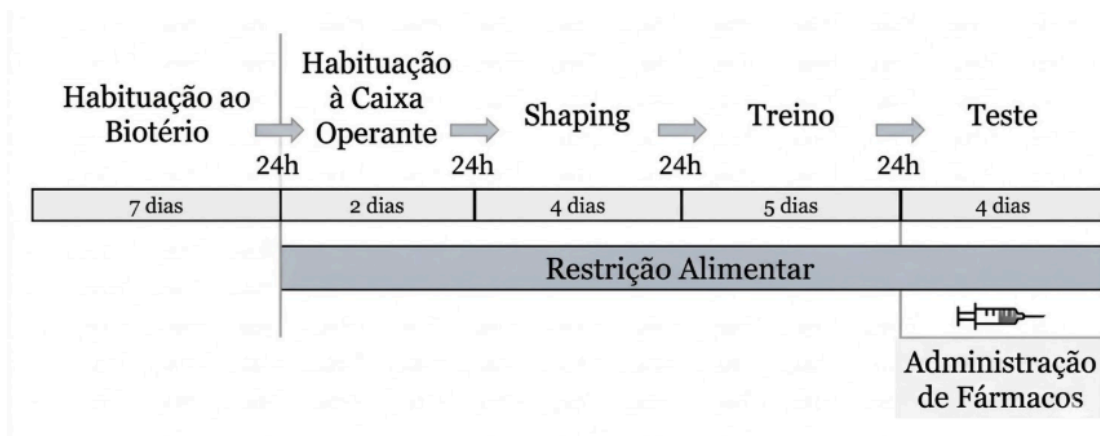 Habituação ao
Biotério
Habituação
à Caixa
Operante
Shaping
Treino
Teste
24h
24h
24h
24h
7 dias
2 dias
4 dias
5 dias
4 dias
Restrição Alimentar
Administração
de Fármacos